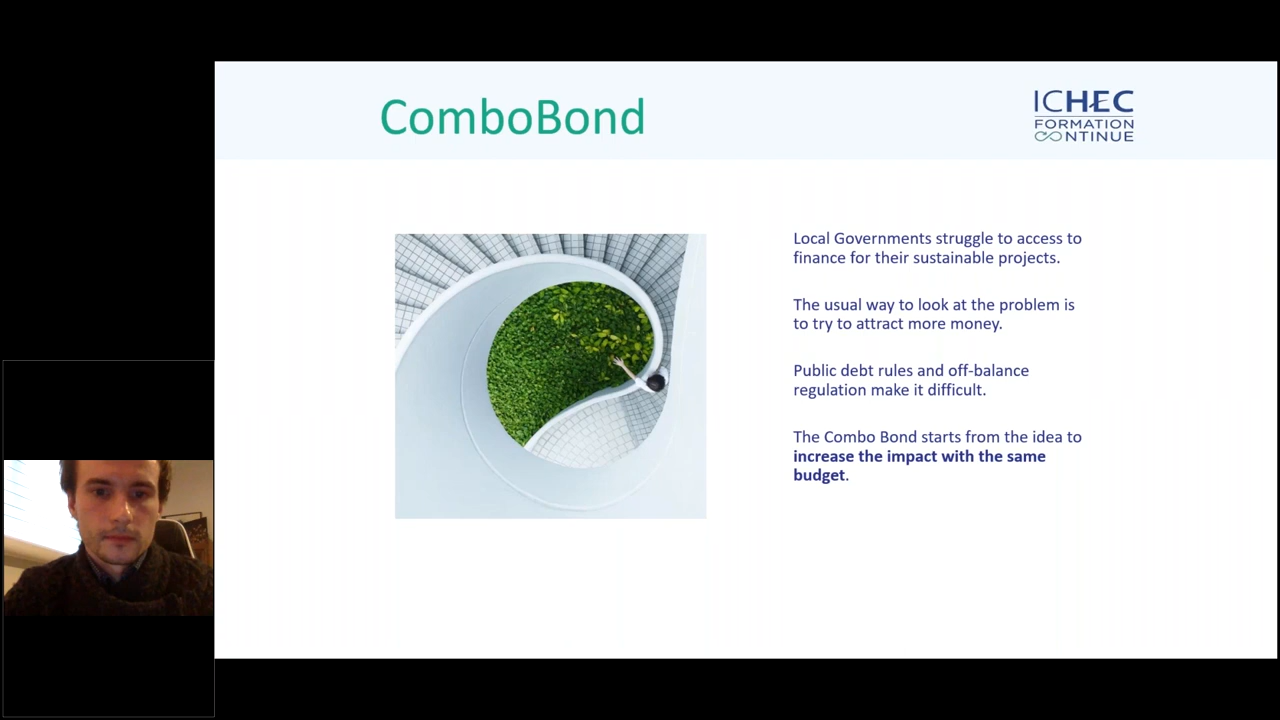 ComboBond
ICHEC
FORMATION
CONTINUE
Local Governments struggle to access to
finance for their sustainable projects.
The usual way to look at the problem is
to try to attract more money.
Public debt rules and off-balance
regulation make it difficult.
The Combo Bond starts from the idea to
increase the impact with the same
budget.